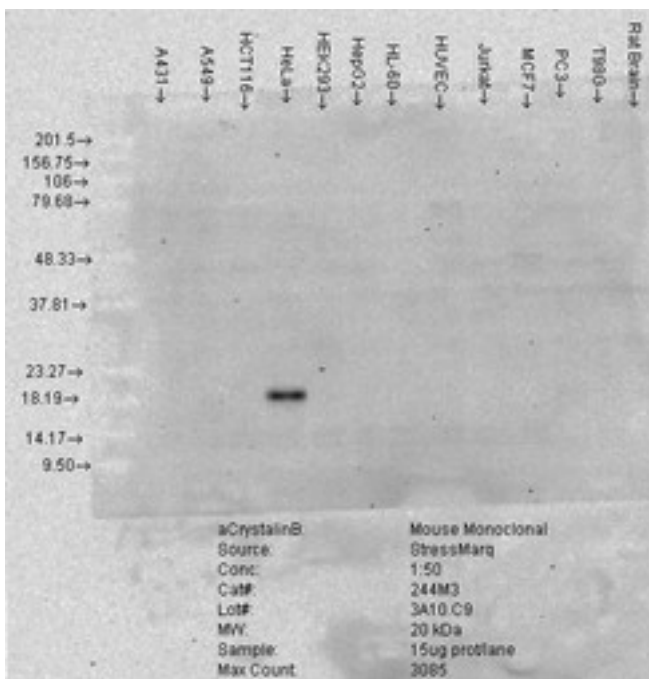 A431→
A549→
HCT116→
HeLa→
HEK293→
HepG2→
HL-60→
HUVEC→
Jurkat→
MCF7→
PC3→
T98G→
Rat Brain→
201.5→
156.75→
106→
79.68→
48.33→
37.81→
23.27→
18.19→
14.17→
9.50→
aCrystalinB: Mouse Monoclonal
Source: StressMarq
Conc: 1:50
Cat#: 244M3
Lot#: 3A10.C9
MW: 20 kDa
Sample: 15ug prot/lane
Max Count: 3085